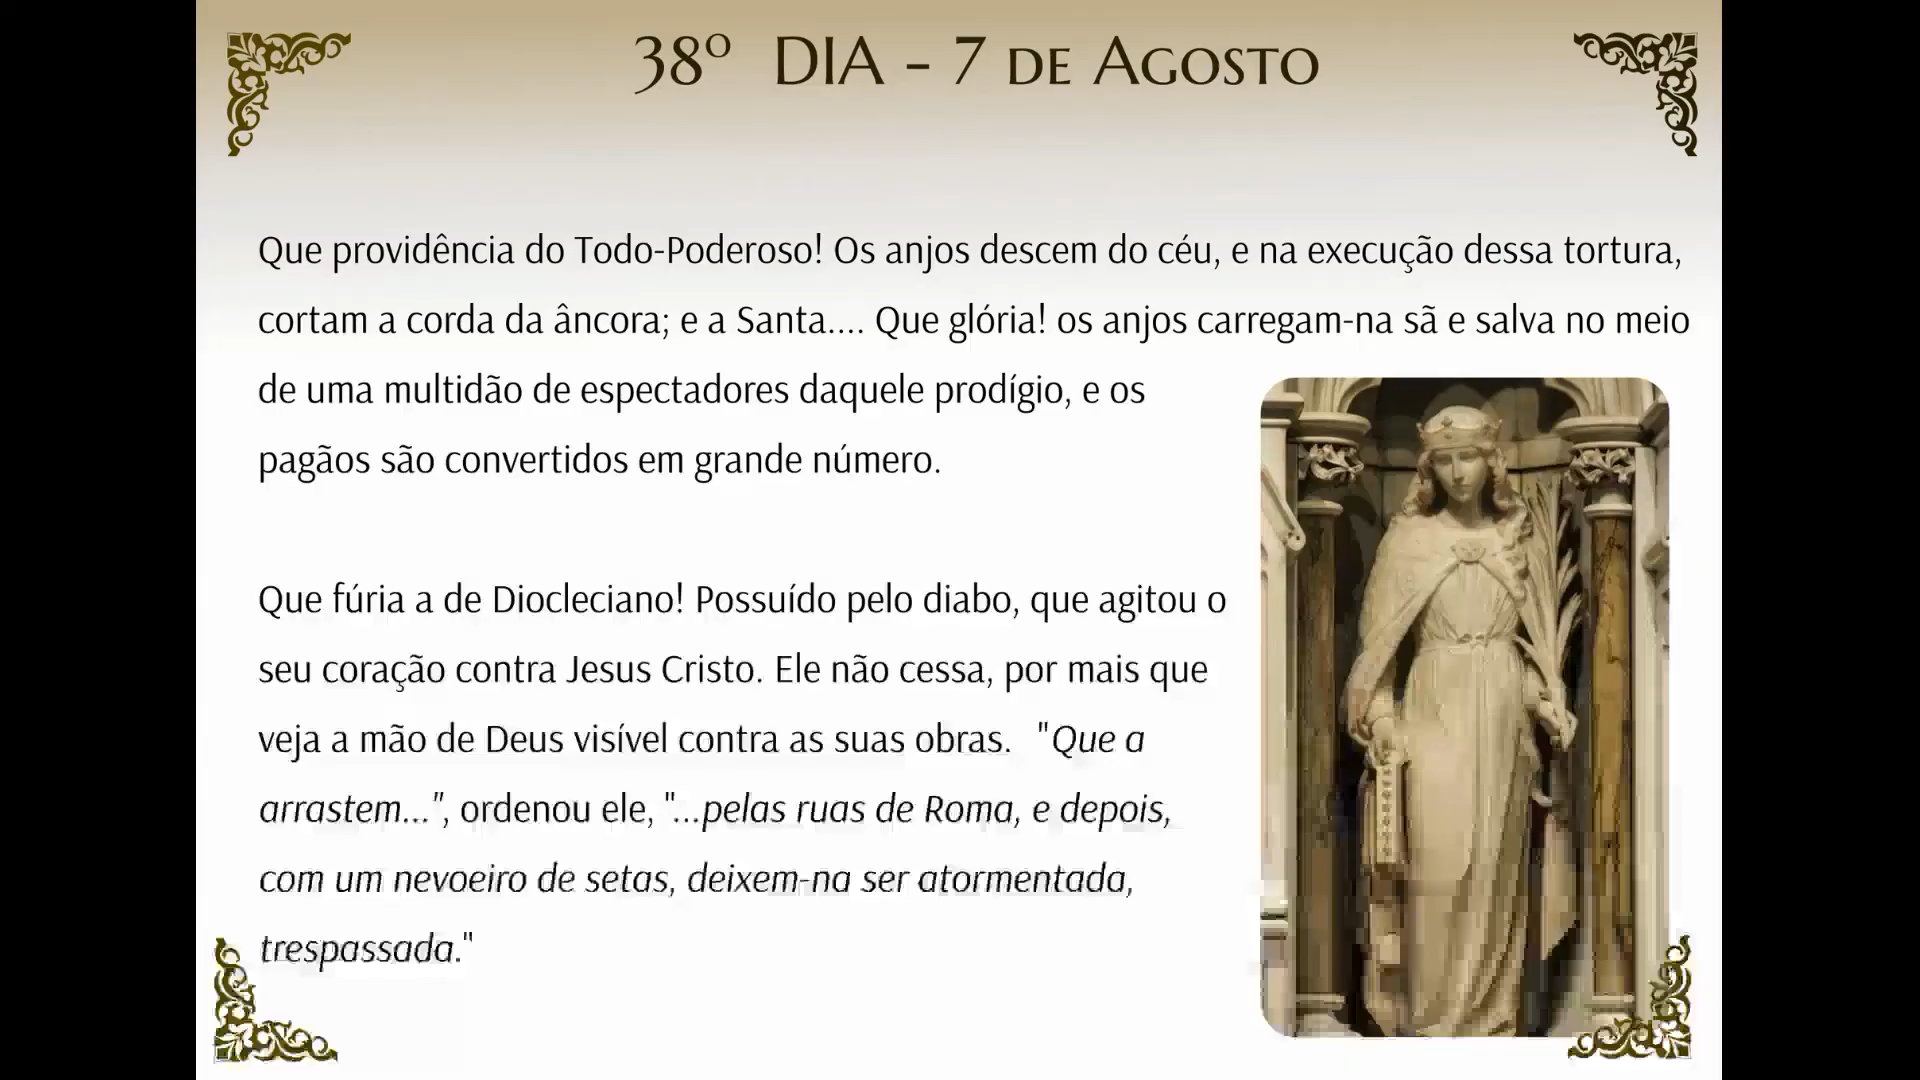 38º DIA - 7 DE AGOSTO
Que providência do Todo-Poderoso! Os anjos descem do céu, e na execução dessa tortura,
cortam a corda da âncora; e a Santa.... Que glória! os anjos carregam-na sã e salva no meio
de uma multidão de espectadores daquele prodígio, e os
pagãos são convertidos em grande número.
Que fúria a de Diocleciano! Possuído pelo diabo, que agitou o
seu coração contra Jesus Cristo. Ele não cessa, por mais que
veja a mão de Deus visível contra as suas obras. "Que a
arrastem...", ordenou ele, "...pelas ruas de Roma, e depois,
com um nevoeiro de setas, deixem-na ser atormentada,
trespassada."